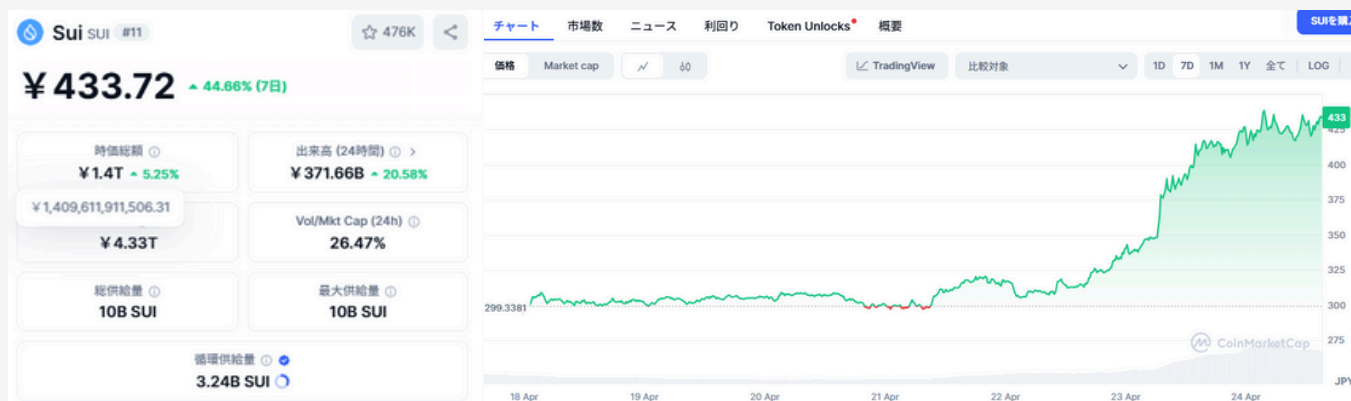 Sui SUI #11
476K
¥433.72 44.66% (7日)
時価総額
¥1.4T 5.25%
¥1,409,611,911,506.31
¥4.33T
出来高 (24時間)
¥371.66B 20.58%
Vol/Mkt Cap (24h)
26.47%
総供給量
10B SUI
最大供給量
10B SUI
循環供給量
3.24B SUI
チャート 市場数 ニュース 利回り Token Unlocks 概要
価格 Market cap
TradingView
比較対象
1D 7D 1M 1Y 全て LOG
433
425
400
375
350
325
300
275
299.3381
CoinMarketCap
JPY
18 Apr 19 Apr 20 Apr 21 Apr 22 Apr 23 Apr 24 Apr